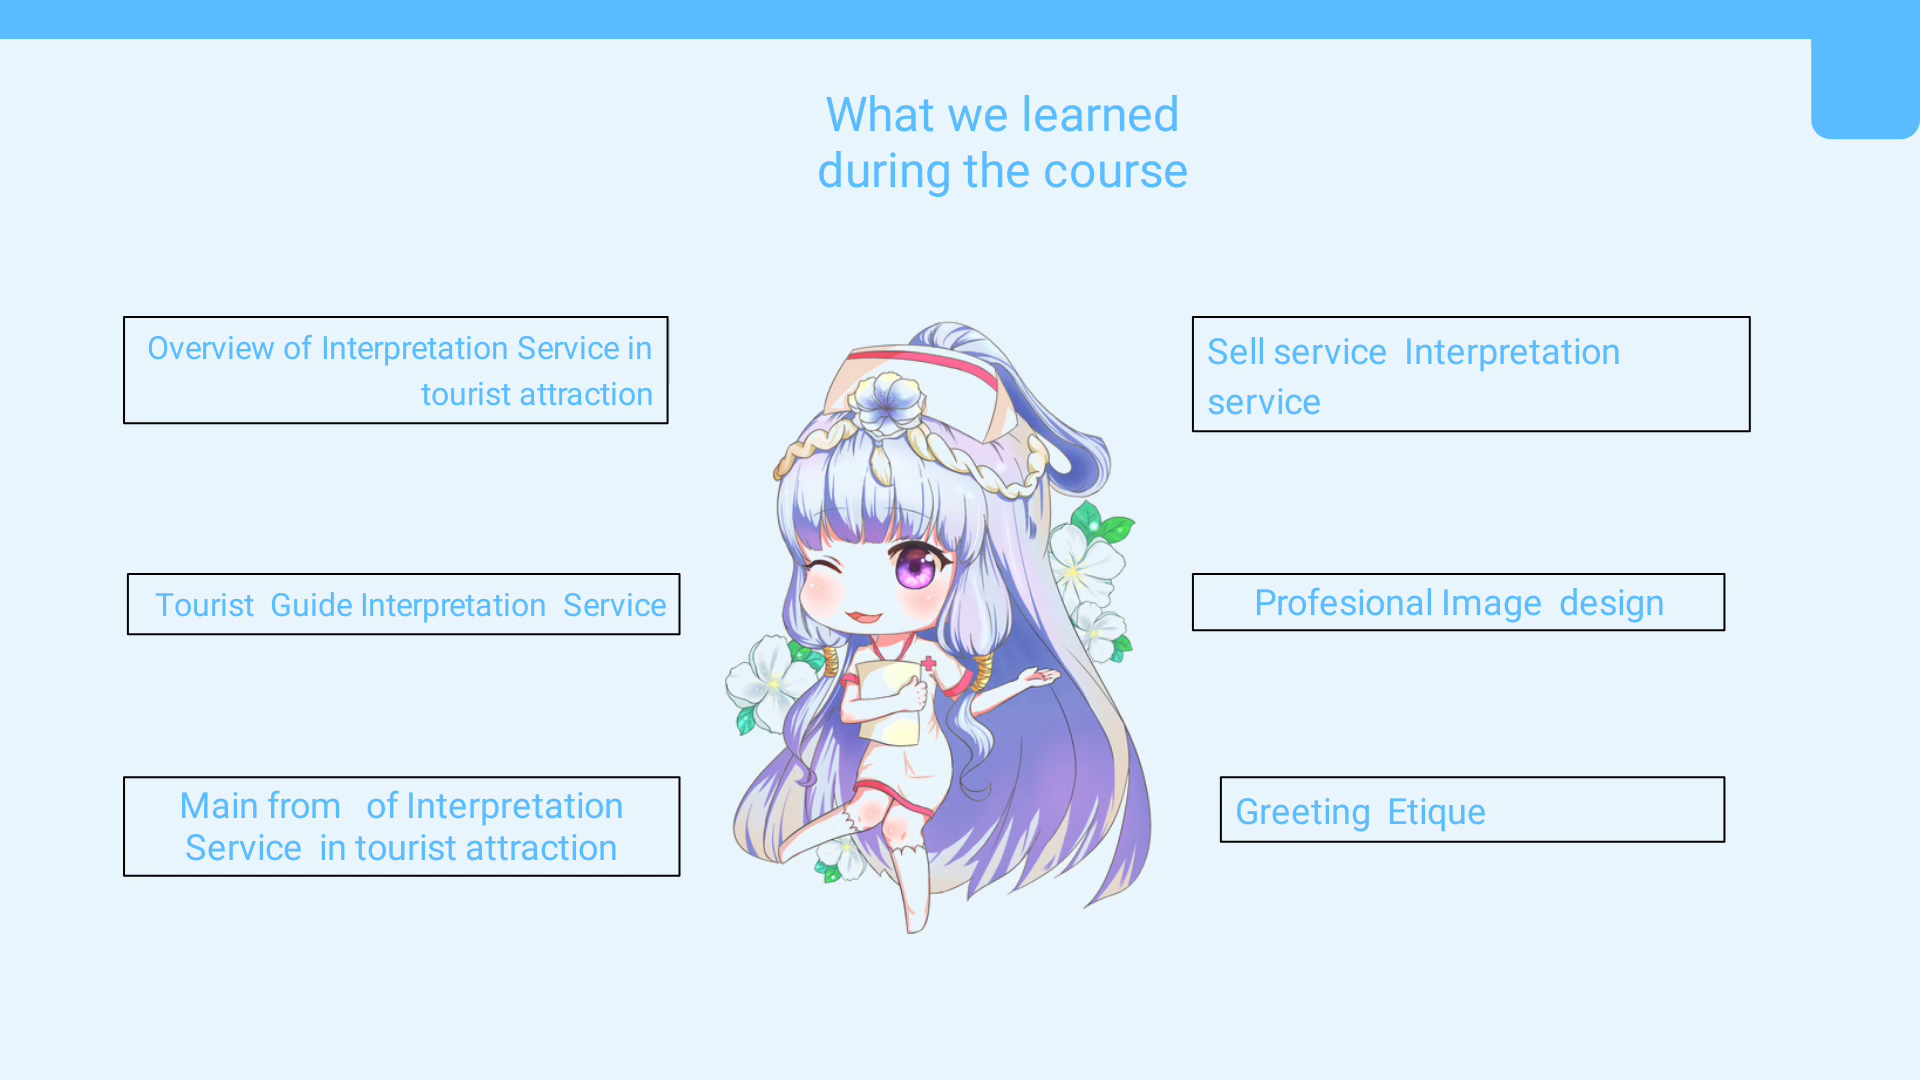 What we learned
during the course
Overview of Interpretation Service in
tourist attraction
Tourist Guide Interpretation Service
Main from of Interpretation
Service in tourist attraction
Sell service Interpretation
service
Profesional Image design
Greeting Etique